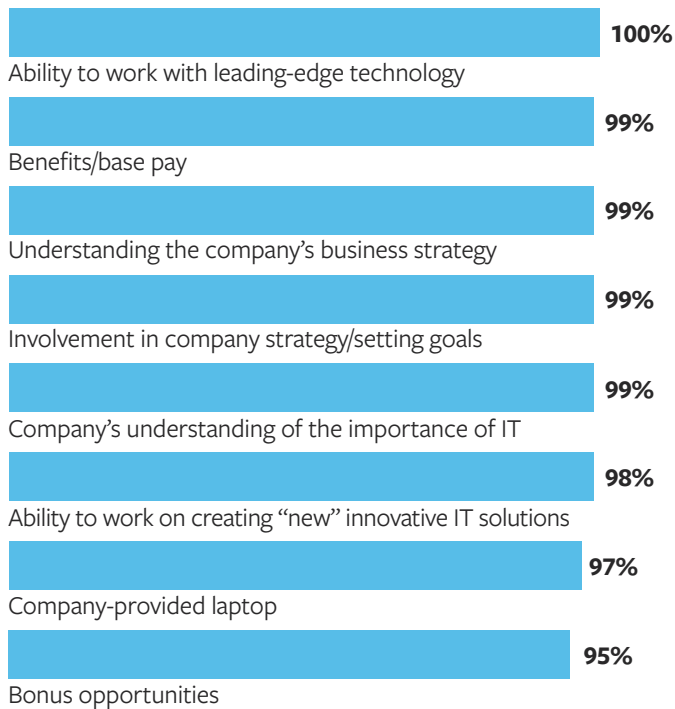 100%
Ability to work with leading-edge technology
99%
Benefits/base pay
99%
Understanding the company’s business strategy
99%
Involvement in company strategy/setting goals
99%
Company’s understanding of the importance of IT
98%
Ability to work on creating “new” innovative IT solutions
97%
Company-provided laptop
95%
Bonus opportunities